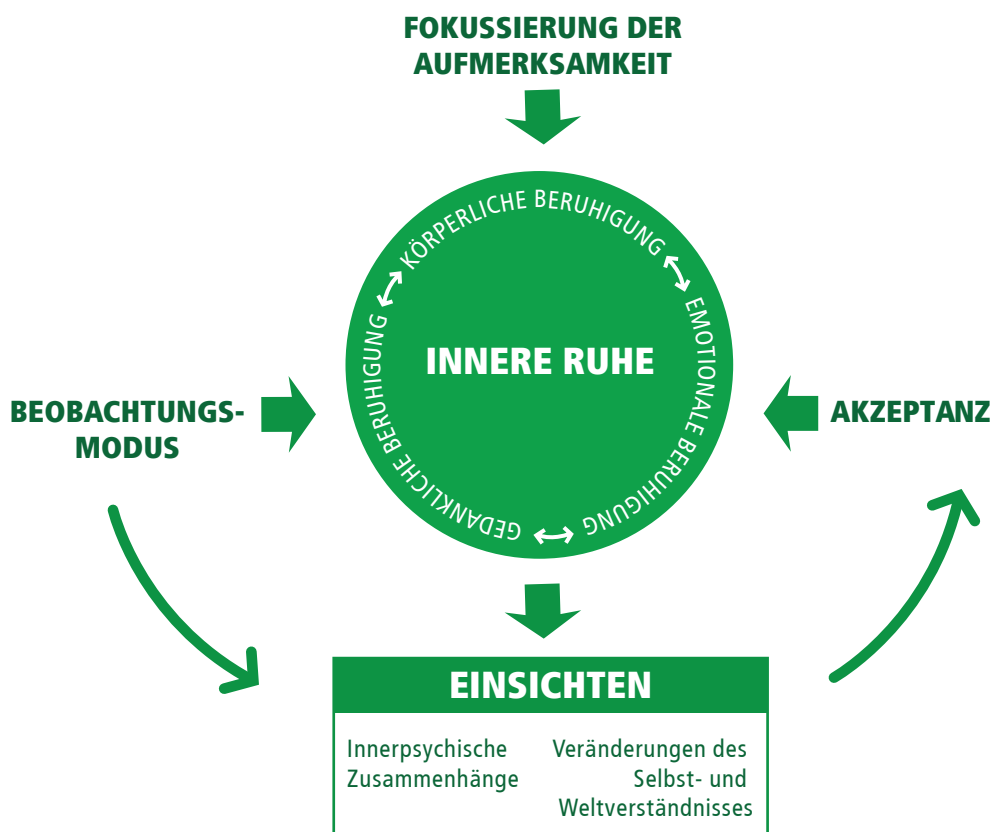 FOKUSSIERUNG DER
AUFMERKSAMKEIT
KÖRPERLICHE BERUHIGUNG
EMOTIONALE BERUHIGUNG
GEDANKLICHE BERUHIGUNG
INNERE RUHE
BEOBACHTUNGS-
MODUS
AKZEPTANZ
EINSICHTEN
Innerpsychische
Zusammenhänge
Veränderungen des
Selbst- und
Weltverständnisses